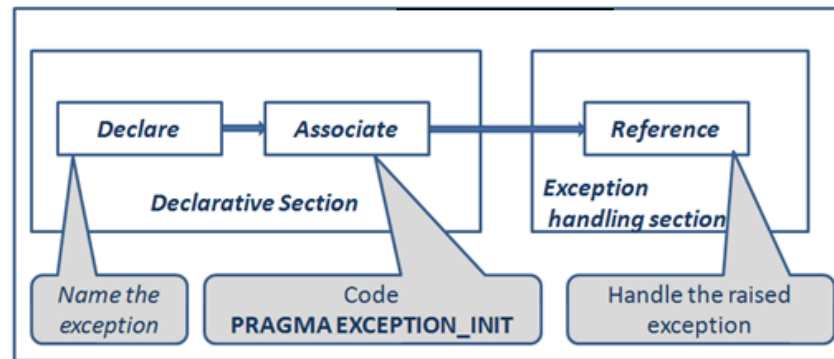 Declare
Associate
Reference
Declarative Section
Exception
handling section
Name the
exception
Code
PRAGMA EXCEPTION_INIT
Handle the raised
exception